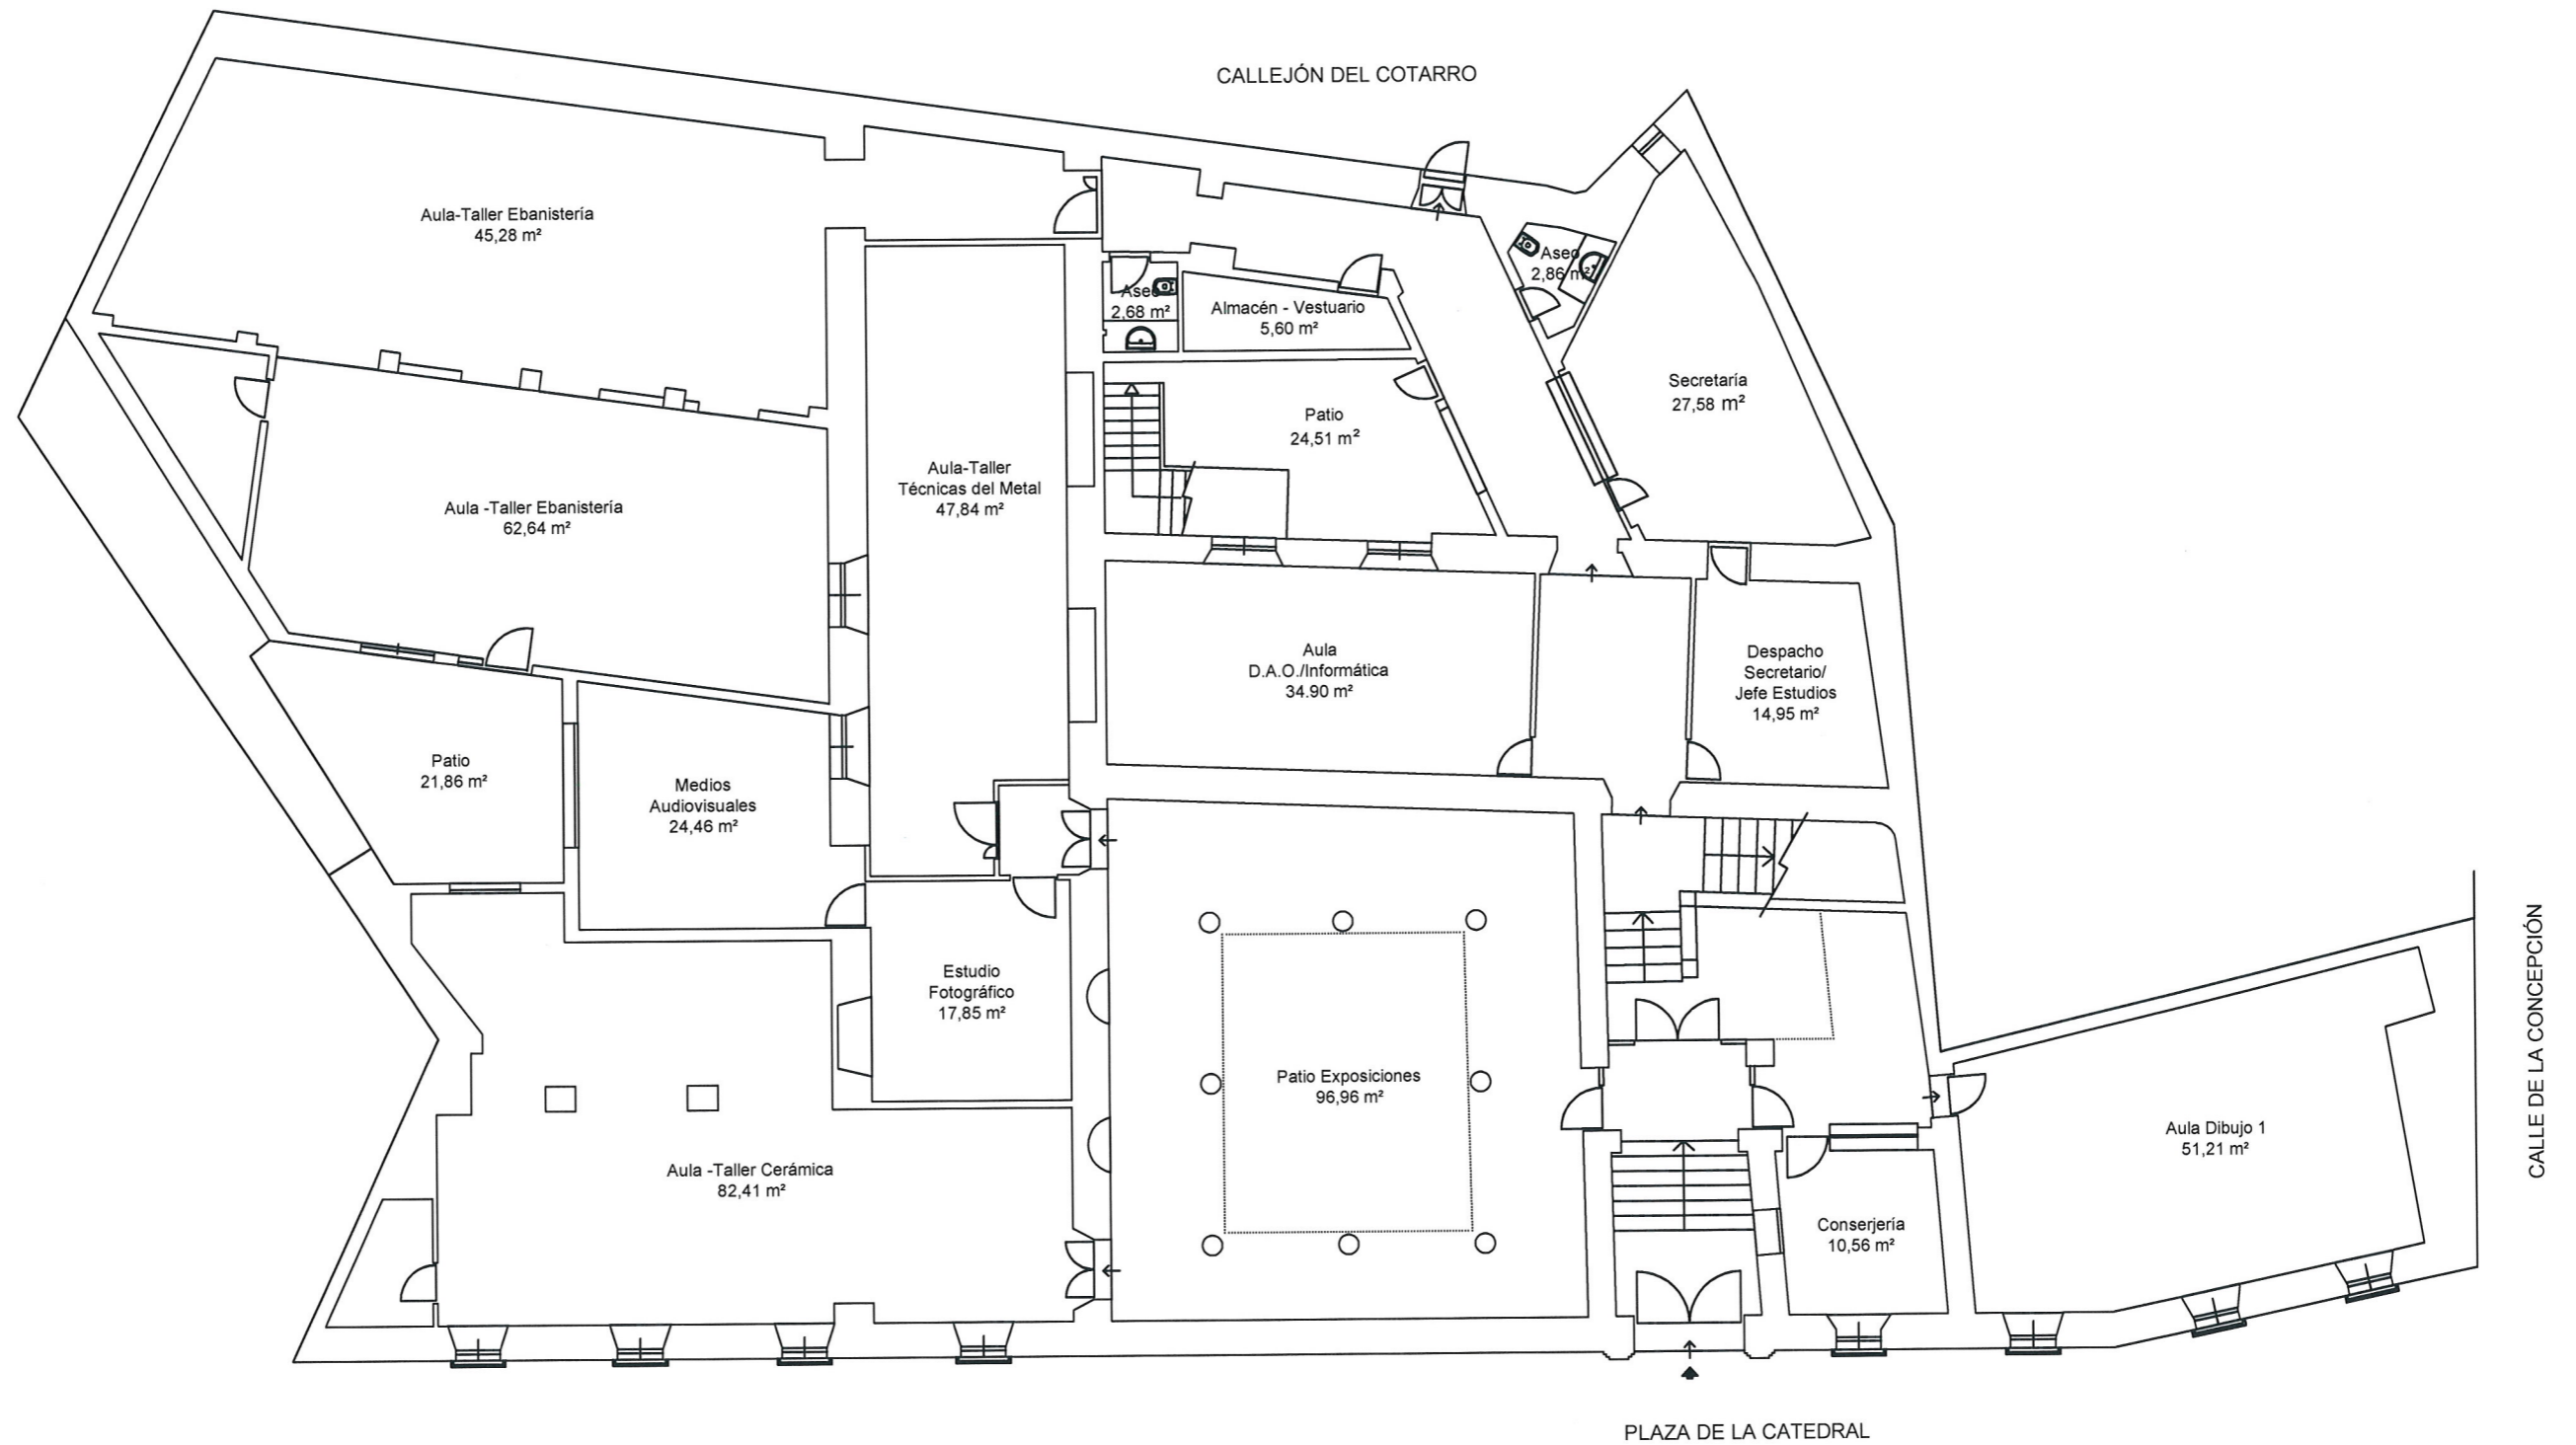 CALLEJÓN DEL COTARRO
Aula-Taller Ebanistería
45,28 m²
Aseo
2,86 m²
Aseo
2,68 m²
Almacén - Vestuario
5,60 m²
Secretaría
27,58 m²
Patio
24,51 m²
Aula-Taller
Técnicas del Metal
47,84 m²
Aula -Taller Ebanistería
62,64 m²
Aula
D.A.O./Informática
34.90 m²
Despacho
Secretario/
Jefe Estudios
14,95 m²
Patio
21,86 m²
Medios
Audiovisuales
24,46 m²
Estudio
Fotográfico
17,85 m²
Patio Exposiciones
96,96 m²
Aula -Taller Cerámica
82,41 m²
Aula Dibujo 1
51,21 m²
Conserjería
10,56 m²
CALLE DE LA CONCEPCIÓN
PLAZA DE LA CATEDRAL